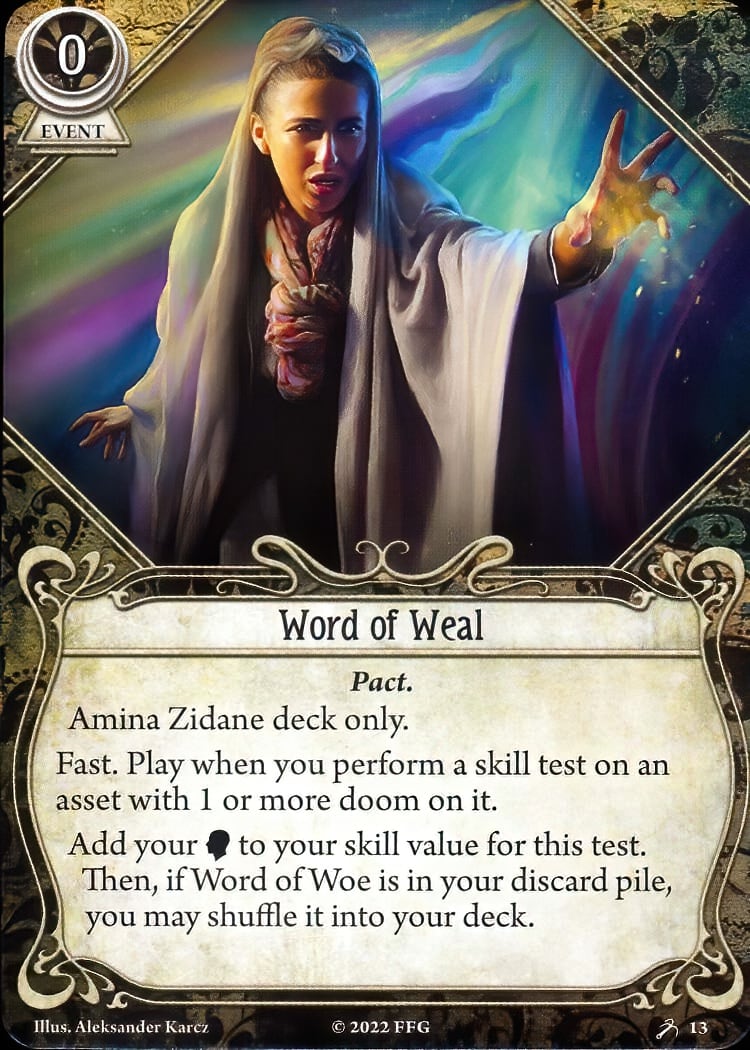 0
EVENT
Word of Weal
Pact.
Amina Zidane deck only.
Fast. Play when you perform a skill test on an
asset with 1 or more doom on it.
Add your to your skill value for this test.
Then, if Word of Woe is in your discard pile,
you may shuffle it into your deck.
Illus. Aleksander Karcz
© 2022 FFG
13